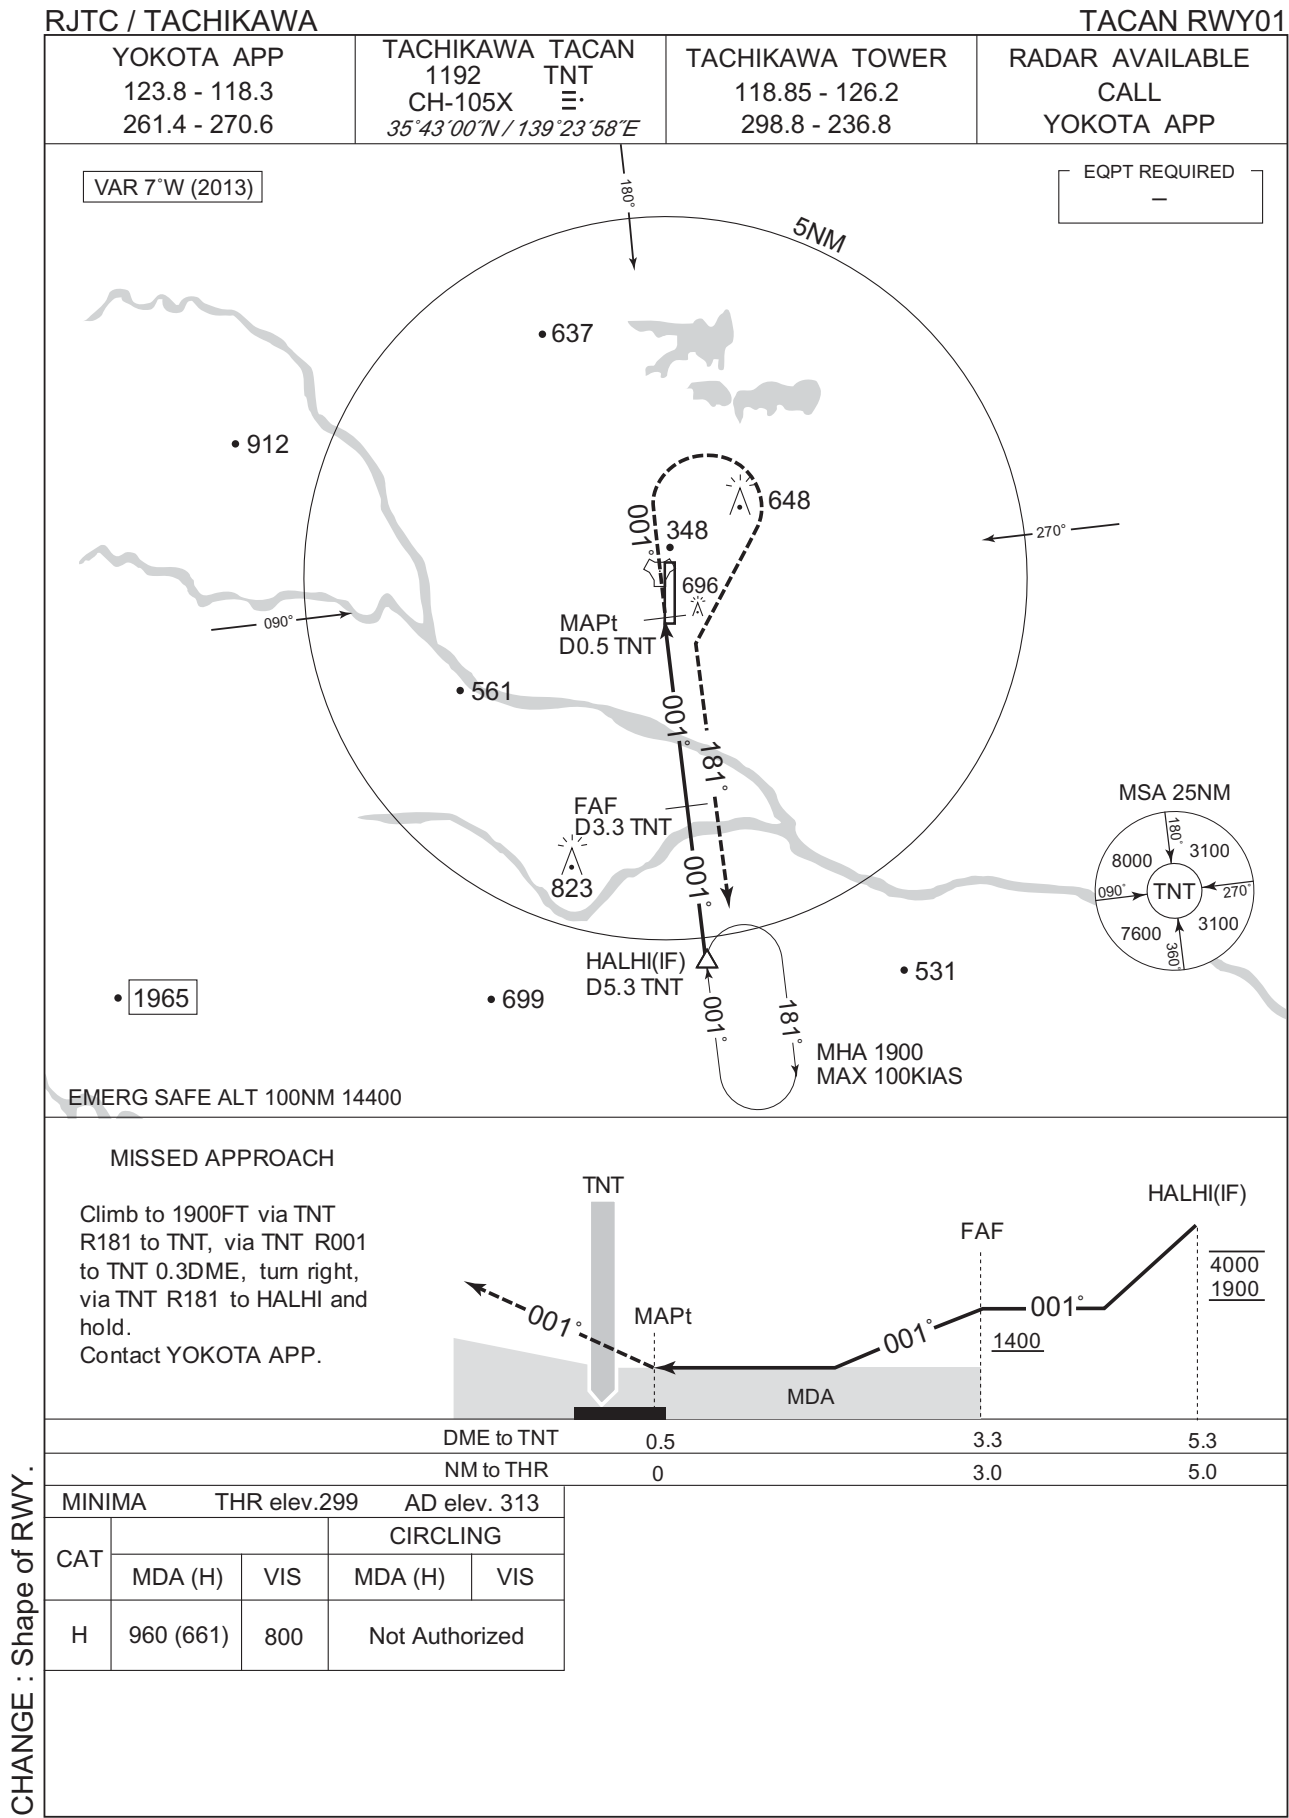 RJTC / TACHIKAWA
TACAN RWY01
YOKOTA APP
123.8 - 118.3
261.4 - 270.6
TACHIKAWA TACAN
1192 TNT
CH-105X
35°43´00˝N / 139°23´58˝E
TACHIKAWA TOWER
118.85 - 126.2
298.8 - 236.8
RADAR AVAILABLE
CALL
YOKOTA APP
VAR 7°W (2013)
EQPT REQUIRED
–
180°
5NM
637
912
648
001°
348
270°
696
090°
MAPt
D0.5 TNT
561
001°
181°
FAF
D3.3 TNT
823
001°
MSA 25NM
180°
8000
3100
090°
TNT
270°
7600
3100
360°
HALHI(IF)
D5.3 TNT
531
1965
699
001°
181°
MHA 1900
MAX 100KIAS
EMERG SAFE ALT 100NM 14400
MISSED APPROACH
Climb to 1900FT via TNT
R181 to TNT, via TNT R001
to TNT 0.3DME, turn right,
via TNT R181 to HALHI and
hold.
Contact YOKOTA APP.
TNT
HALHI(IF)
FAF
4000
1900
MAPt
001°
001°
001°
1400
MDA
DME to TNT 0.5 3.3 5.3
NM to THR 0 3.0 5.0
MINIMA THR elev.299 AD elev. 313
CAT
CIRCLING
MDA (H) VIS MDA (H) VIS
H 960 (661) 800 Not Authorized
CHANGE : Shape of RWY.